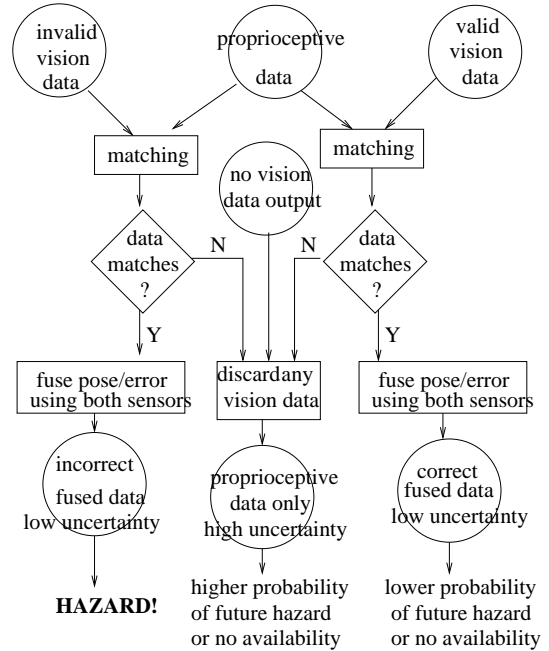 invalid
vision
data
proprioceptive
data
valid
vision
data
matching
matching
no vision
data output
data
matches
?
N
Y
data
matches
?
N
Y
fuse pose/error
using both sensors
discardany
vision data
fuse pose/error
using both sensors
incorrect
fused data
low uncertainty
proprioceptive
data only
high uncertainty
correct
fused data
low uncertainty
HAZARD!
higher probability
of future hazard
or no availability
lower probability
of future hazard
or no availability